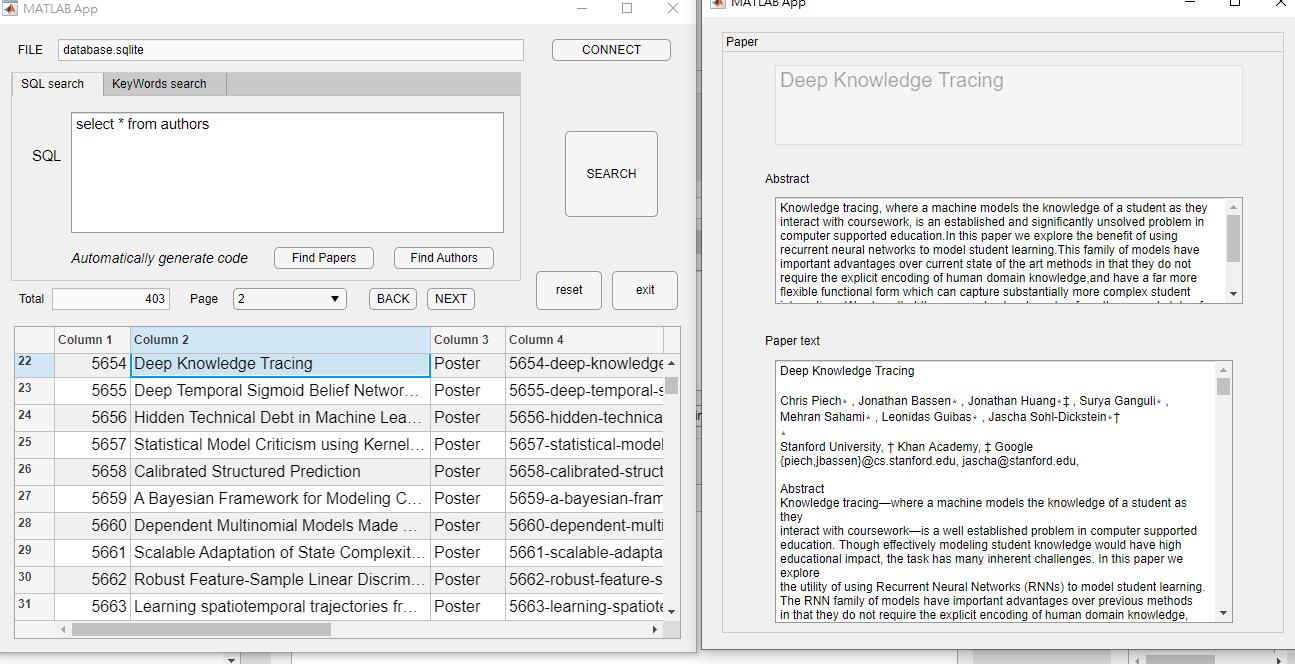 MATLAB App
FILE database.sqlite CONNECT
SQL search KeyWords search
SQL select * from authors
SEARCH
Automatically generate code Find Papers Find Authors
Total 403 Page 2 BACK NEXT reset exit
Column 1 Column 2 Column 3 Column 4
22 5654 Deep Knowledge Tracing Poster 5654-deep-knowledge
23 5655 Deep Temporal Sigmoid Belief Networ... Poster 5655-deep-temporal-s
24 5656 Hidden Technical Debt in Machine Lea... Poster 5656-hidden-technica
25 5657 Statistical Model Criticism using Kernel... Poster 5657-statistical-model
26 5658 Calibrated Structured Prediction Poster 5658-calibrated-struct
27 5659 A Bayesian Framework for Modeling C... Poster 5659-a-bayesian-fram
28 5660 Dependent Multinomial Models Made ... Poster 5660-dependent-multi
29 5661 Scalable Adaptation of State Complexit... Poster 5661-scalable-adapta
30 5662 Robust Feature-Sample Linear Discrim... Poster 5662-robust-feature-s
31 5663 Learning spatiotemporal trajectories fr... Poster 5663-learning-spatiote
MATLAB App
Paper
Deep Knowledge Tracing
Abstract
Knowledge tracing, where a machine models the knowledge of a student as they
interact with coursework, is an established and significantly unsolved problem in
computer supported education.In this paper we explore the benefit of using
recurrent neural networks to model student learning.This family of models have
important advantages over current state of the art methods in that they do not
require the explicit encoding of human domain knowledge,and have a far more
flexible functional form which can capture substantially more complex student
Paper text
Deep Knowledge Tracing
Chris Piech⋆ , Jonathan Bassen⋆ , Jonathan Huang⋆‡ , Surya Ganguli⋆ ,
Mehran Sahami⋆ , Leonidas Guibas⋆ , Jascha Sohl-Dickstein⋆†
⋆
Stanford University, † Khan Academy, ‡ Google
{piech,jbassen}@cs.stanford.edu, jascha@stanford.edu,
Abstract
Knowledge tracing—where a machine models the knowledge of a student as
they
interact with coursework—is a well established problem in computer supported
education. Though effectively modeling student knowledge would have high
educational impact, the task has many inherent challenges. In this paper we
explore
the utility of using Recurrent Neural Networks (RNNs) to model student learning.
The RNN family of models have important advantages over previous methods
in that they do not require the explicit encoding of human domain knowledge,